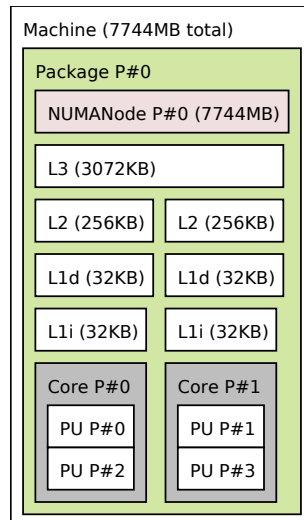 Machine (7744MB total)
Package P#0
NUMANode P#0 (7744MB)
L3 (3072KB)
L2 (256KB) L2 (256KB)
L1d (32KB) L1d (32KB)
L1i (32KB) L1i (32KB)
Core P#0 Core P#1
PU P#0 PU P#1
PU P#2 PU P#3